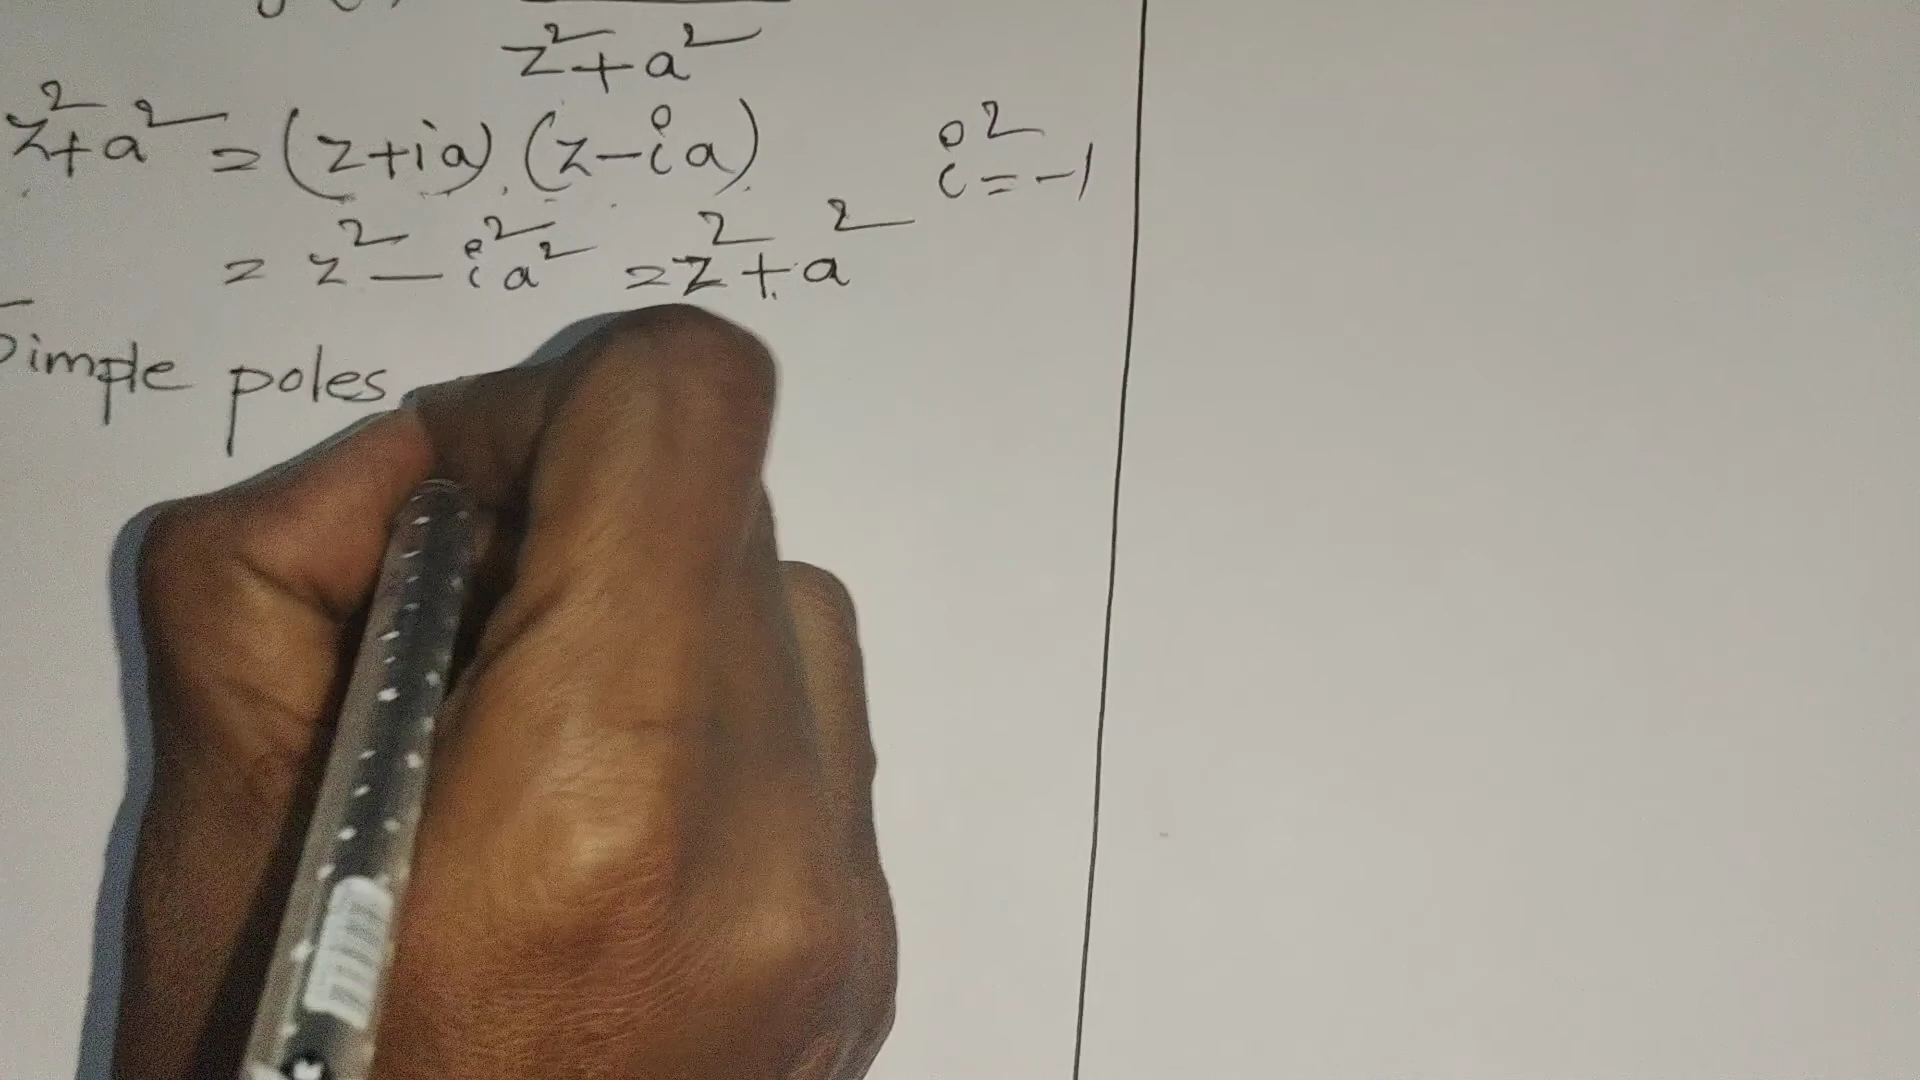 z²+a²
z²+a² = (z+ia) (z-ia) i² = -1
= z² - i²a² = z² + a²
Simple poles